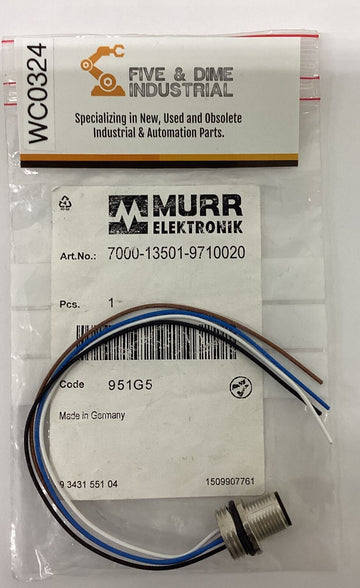 WC0324
FIVE & DIME
INDUSTRIAL
Specializing in New, Used and Obsolete
Industrial & Automation Parts.
MURR
ELEKTRONIK
Art.No.: 7000-13501-9710020
Pcs. 1
Code 951G5
Made in Germany
9 3431 551 04 1509907761